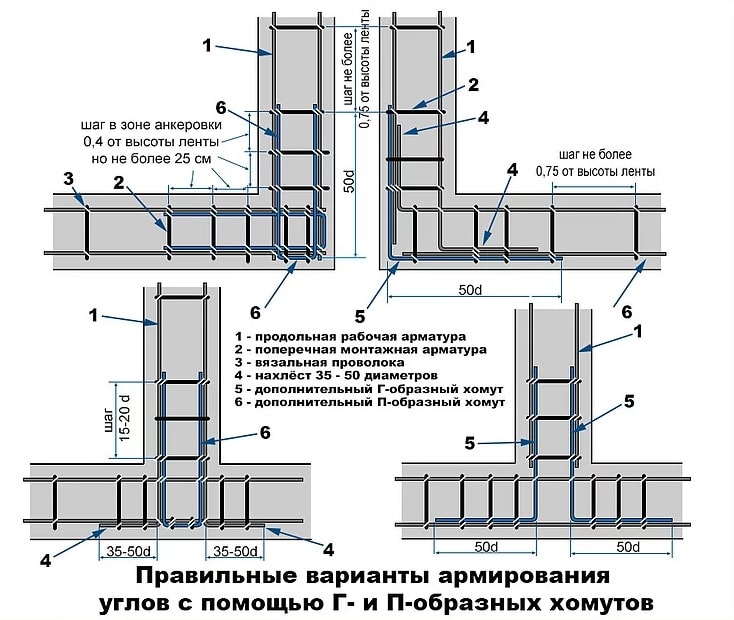 1
6
шаг в зоне анкеровки
0,4 от высоты ленты
но не более 25 см
3
2
50d
шаг не более
0,75 от высоты ленты
6
1
2
4
4
шаг не более
0,75 от высоты ленты
50d
5
6
1
1 - продольная рабочая арматура
2 - поперечная монтажная арматура
3 - вязальная проволока
4 - нахлёст 35 - 50 диаметров
5 - дополнительный Г-образный хомут
6 - дополнительный П-образный хомут
шаг
15-20 d
6
4
35-50d
35-50d
4
1
5
5
50d
50d
Правильные варианты армирования
углов с помощью Г- и П-образных хомутов